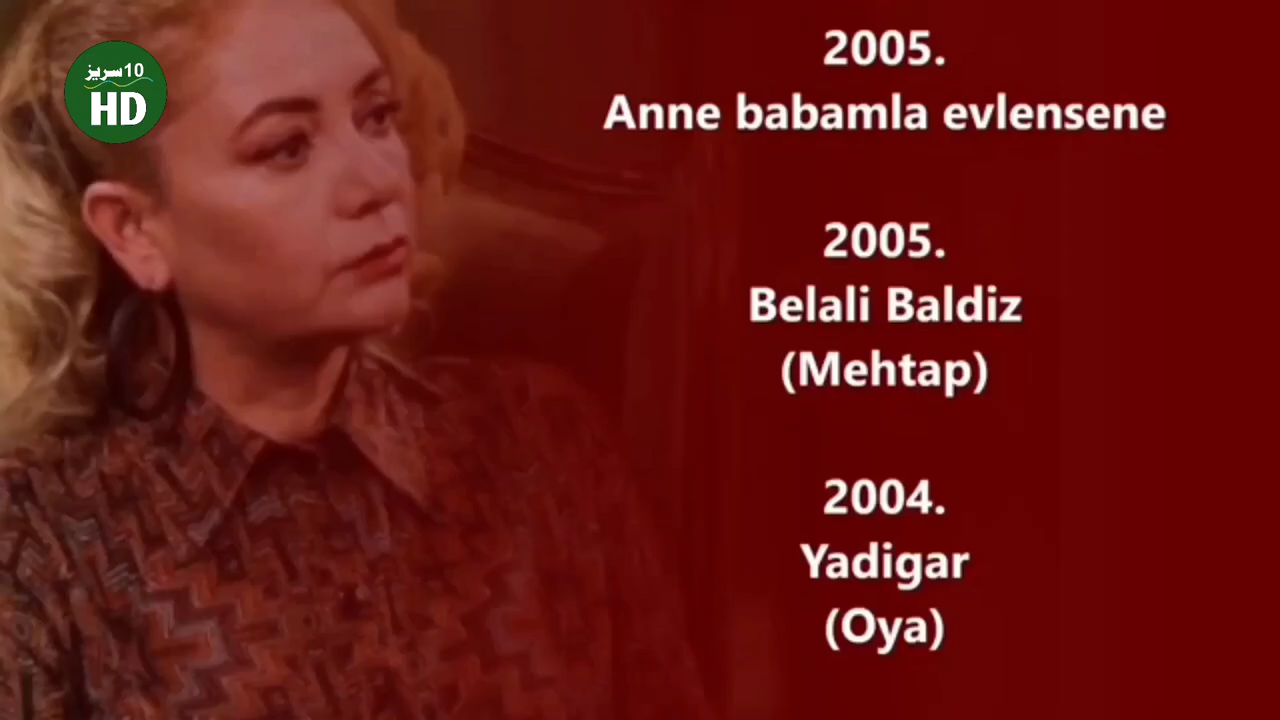 10سريز
HD
2005.
Anne babamla evlensene
2005.
Belali Baldiz
(Mehtap)
2004.
Yadigar
(Oya)